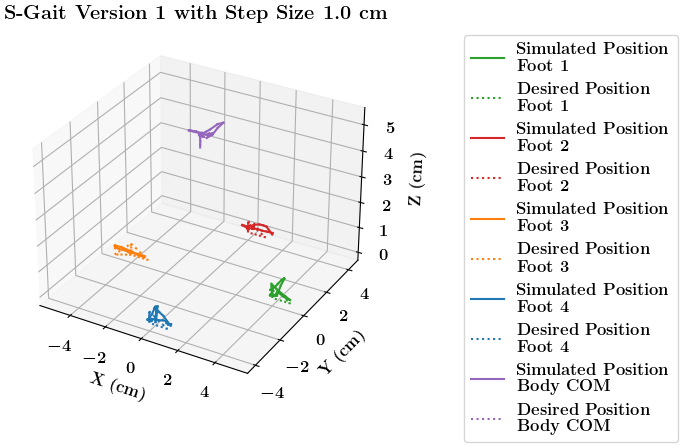 S-Gait Version 1 with Step Size 1.0 cm
Simulated Position
Foot 1
Desired Position
Foot 1
Simulated Position
Foot 2
Desired Position
Foot 2
Simulated Position
Foot 3
Desired Position
Foot 3
Simulated Position
Foot 4
Desired Position
Foot 4
Simulated Position
Body COM
Desired Position
Body COM
5
4
3
2
1
0
Z (cm)
4
2
0
−2
−4
Y (cm)
−4
−2
0
2
4
X (cm)